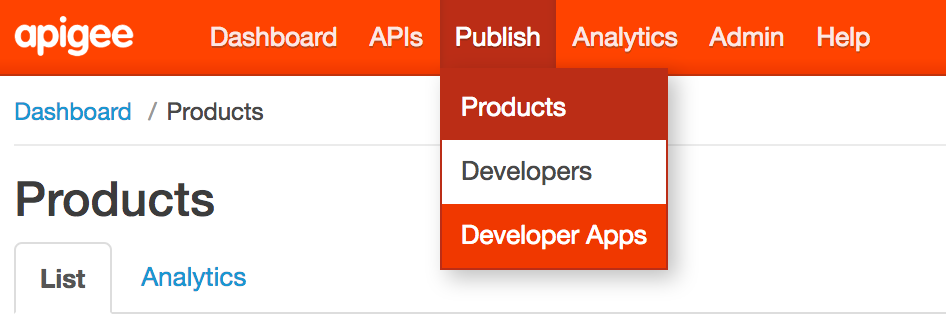 apigee Dashboard APIs Publish Analytics Admin Help
Products
Developers
Developer Apps
Dashboard / Products
Products
List Analytics